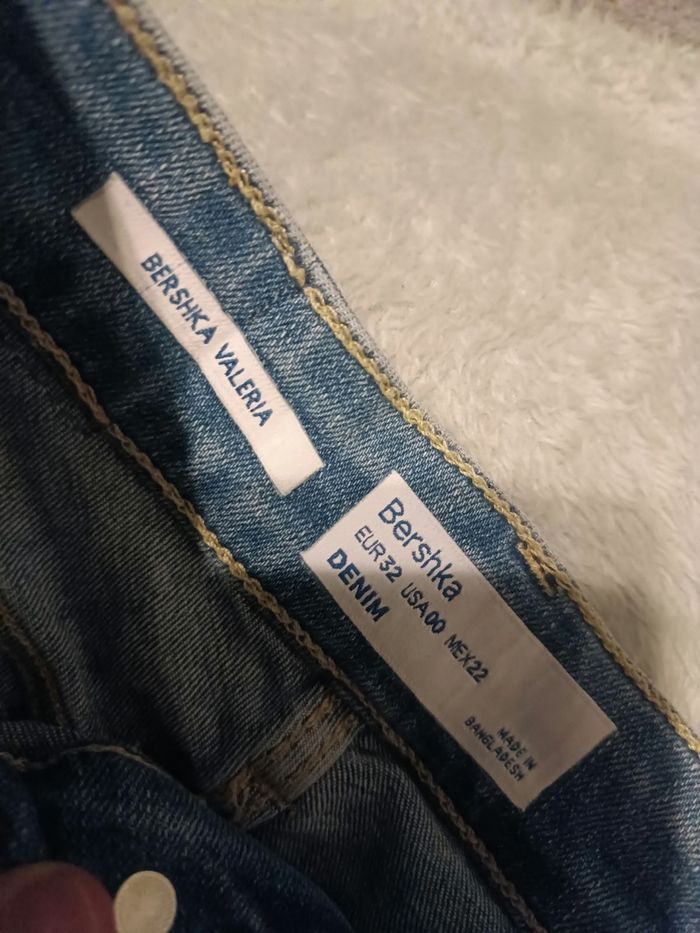 BERSHKA VALERIA
Bershka
EUR 32 USA 00 MEX 22
DENIM
MADE IN
BANGLADESH